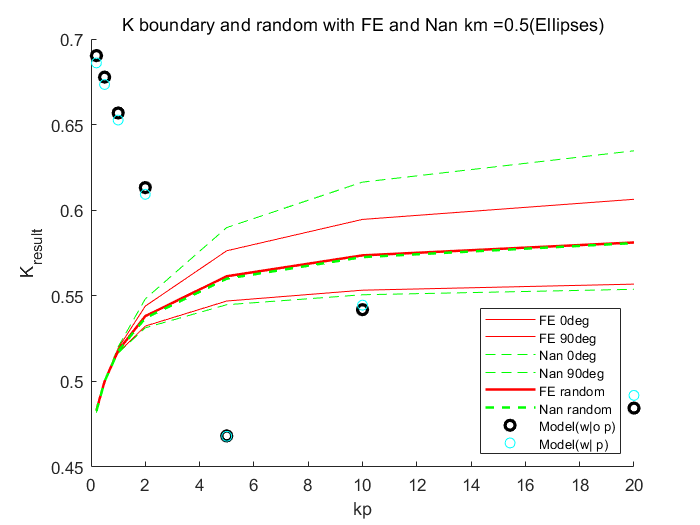 K boundary and random with FE and Nan km =0.5(Ellipses)
0.7
0.65
0.6
0.55
0.5
0.45
K_result
0 2 4 6 8 10 12 14 16 18 20
kp
FE 0deg
FE 90deg
Nan 0deg
Nan 90deg
FE random
Nan random
Model(w|o p)
Model(w| p)